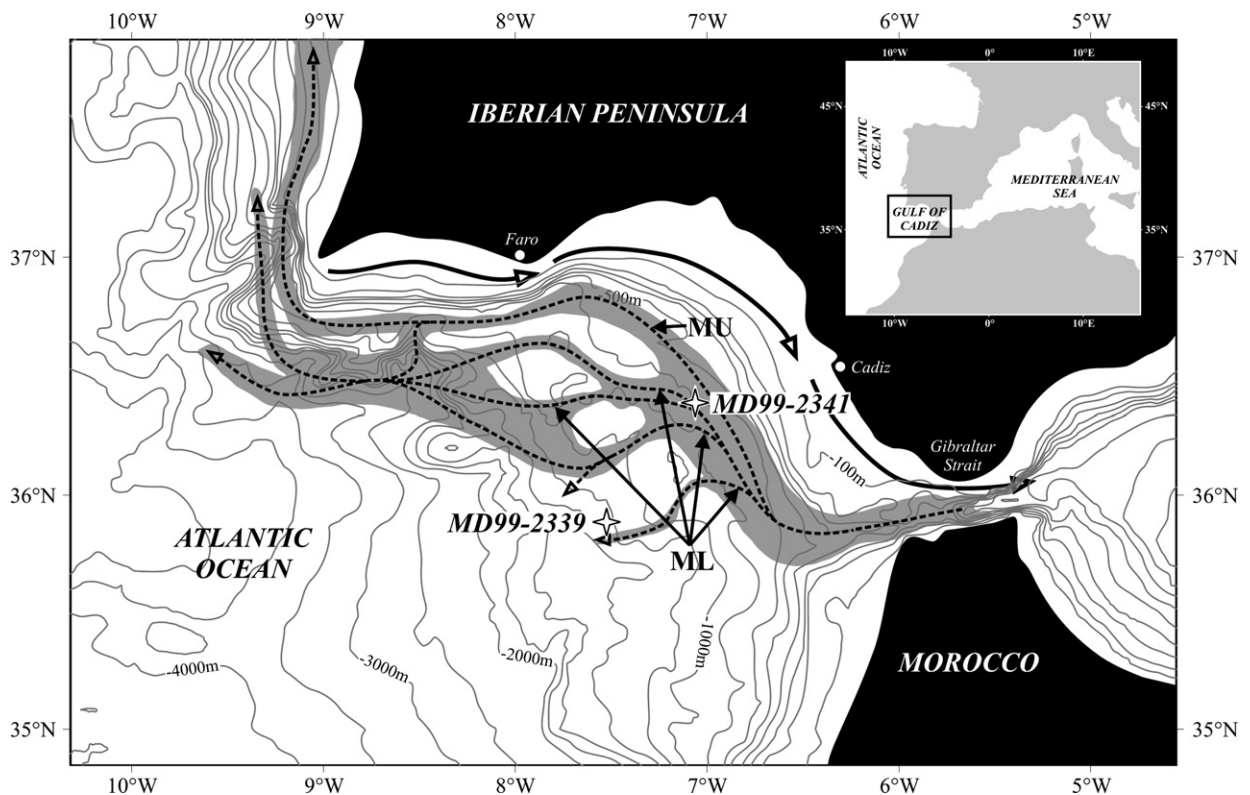 10°W 9°W 8°W 7°W 6°W 5°W
IBERIAN PENINSULA
10°W 0° 10°E
45°N 45°N
ATLANTIC
OCEAN
MEDITERRANEAN
SEA
GULF OF
CADIZ
35°N 35°N
10°W 0° 10°E
37°N 37°N
Faro
-500m
MU
Cadiz
MD99-2341
Gibraltar
Strait
-100m
36°N 36°N
MD99-2339
ML
ATLANTIC
OCEAN
-1000m
-2000m
-3000m
-4000m
MOROCCO
35°N 35°N
10°W 9°W 8°W 7°W 6°W 5°W